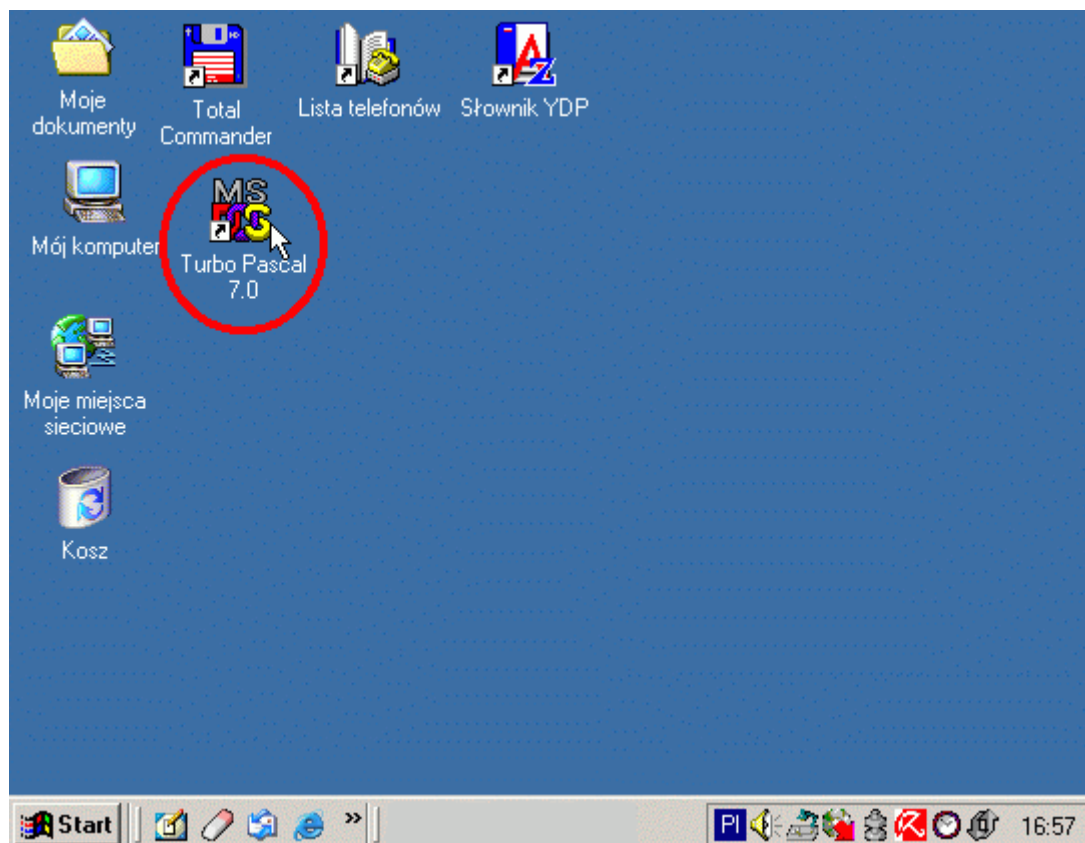 Moje
dokumenty
Total
Commander
Lista telefonów
Słownik YDP
Mój komputer
MS
Turbo Pascal
7.0
Moje miejsca
sieciowe
Kosz
Start
»
Pl
16:57